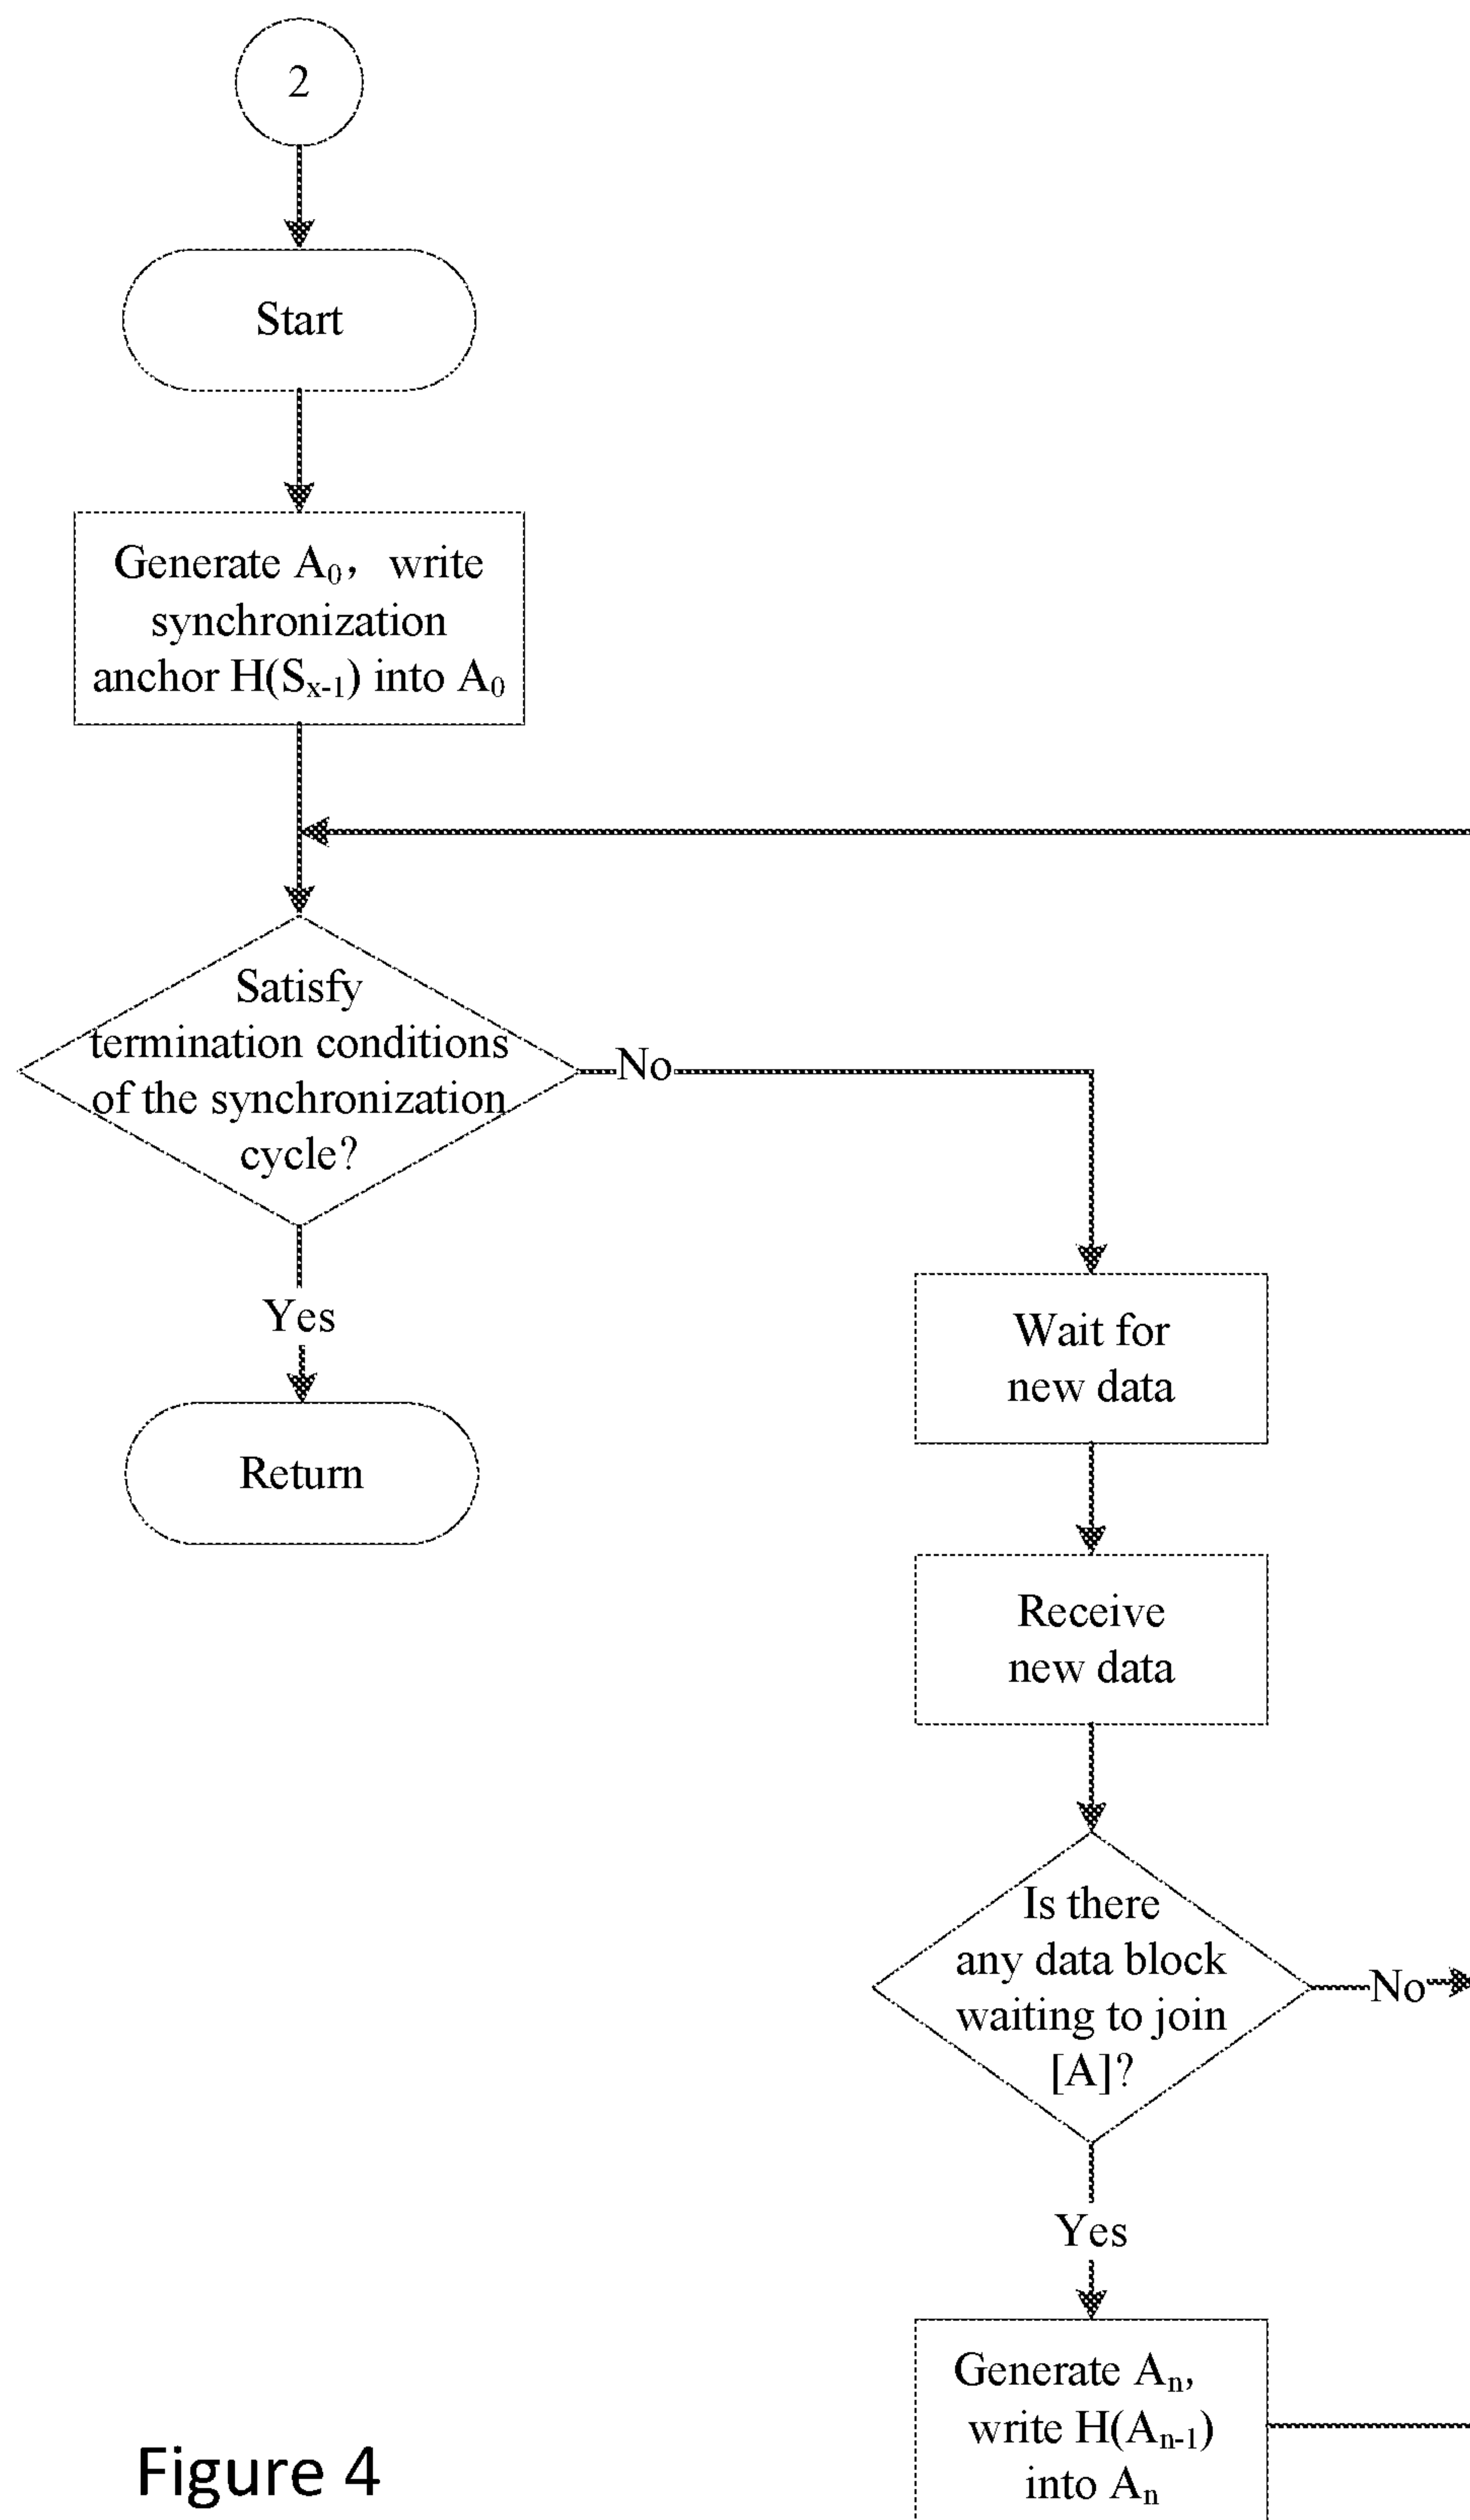 2
Start
Generate A₀, write
synchronization
anchor H(Sₓ₋₁) into A₀
Satisfy
termination conditions
of the synchronization
cycle?
No
Yes
Return
Wait for
new data
Receive
new data
Is there
any data block
waiting to join
[A]?
No
Yes
Generate Aₙ,
write H(Aₙ₋₁)
into Aₙ
Figure 4